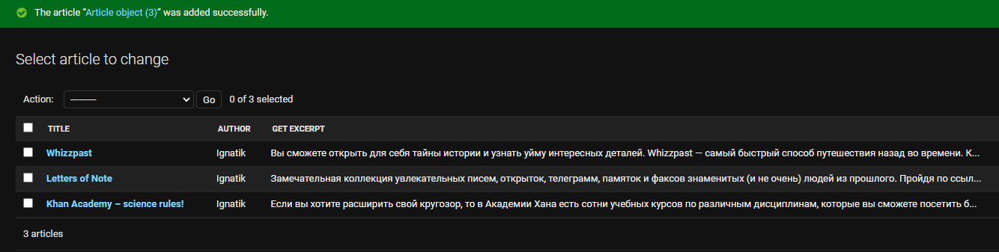 The article “Article object (3)” was added successfully.
Select article to change
Action: --------- Go 0 of 3 selected
TITLE AUTHOR GET EXCERPT
Whizzpast Ignatik Вы сможете открыть для себя тайны истории и узнать уйму интересных деталей. Whizzpast — самый быстрый способ путешествия назад во времени. К...
Letters of Note Ignatik Замечательная коллекция увлекательных писем, открыток, телеграмм, памяток и факсов знаменитых (и не очень) людей из прошлого. Пройдя по ссыл...
Khan Academy – science rules! Ignatik Если вы хотите расширить свой кругозор, то в Академии Хана есть сотни учебных курсов по различным дисциплинам, которые вы сможете посетить б...
3 articles